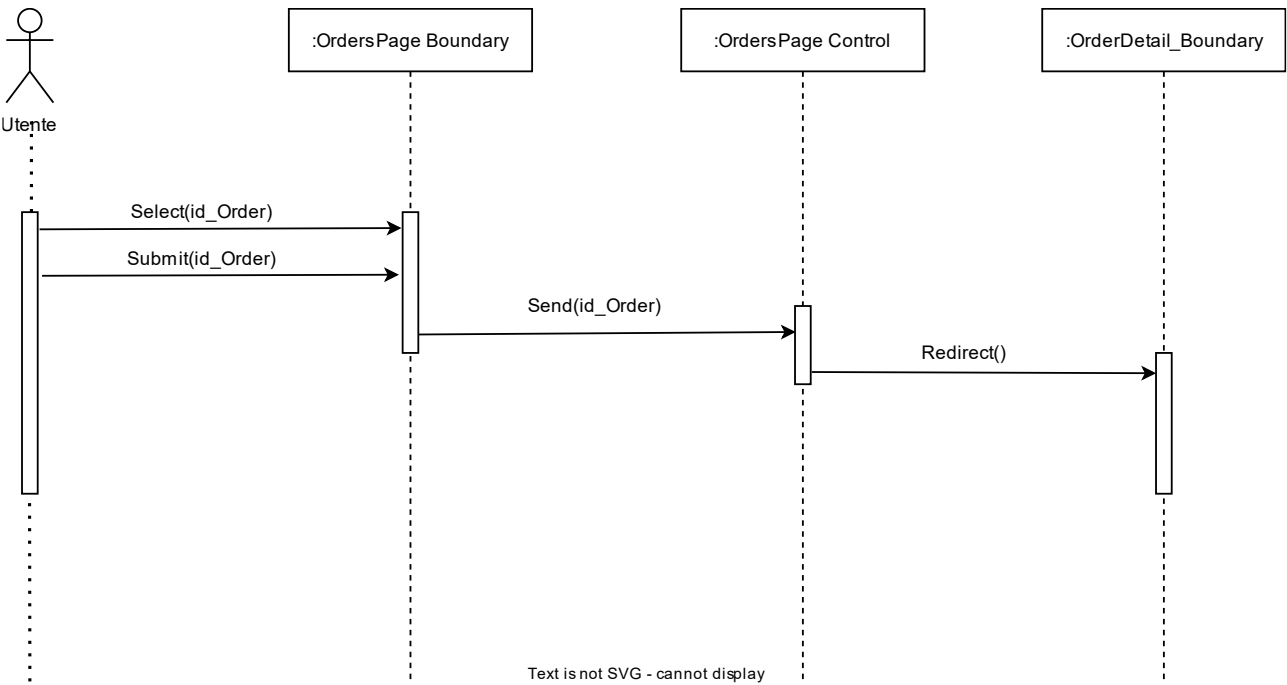 :OrdersPage Boundary
:OrdersPage Control
:OrderDetail_Boundary
Utente
Select(id_Order)
Submit(id_Order)
Send(id_Order)
Redirect()
Text is not SVG - cannot display